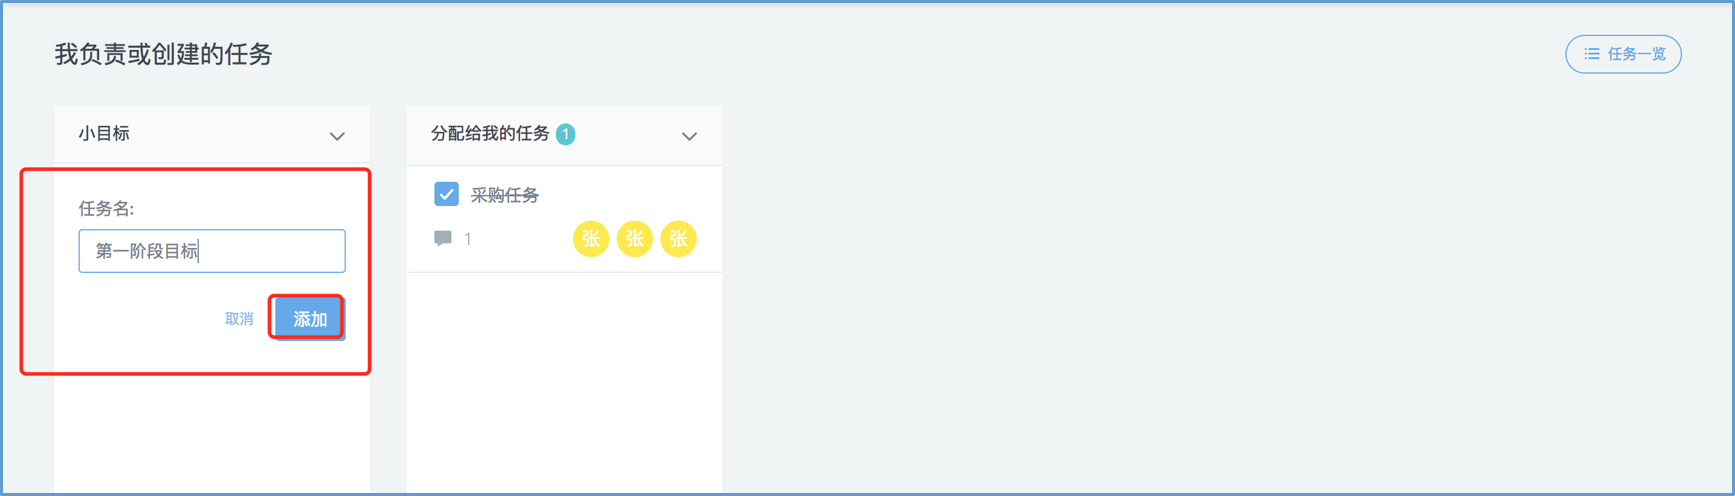 我负责或创建的任务
任务一览
小目标
任务名:
第一阶段目标
取消
添加
分配给我的任务 1
采购任务
1
张 张 张